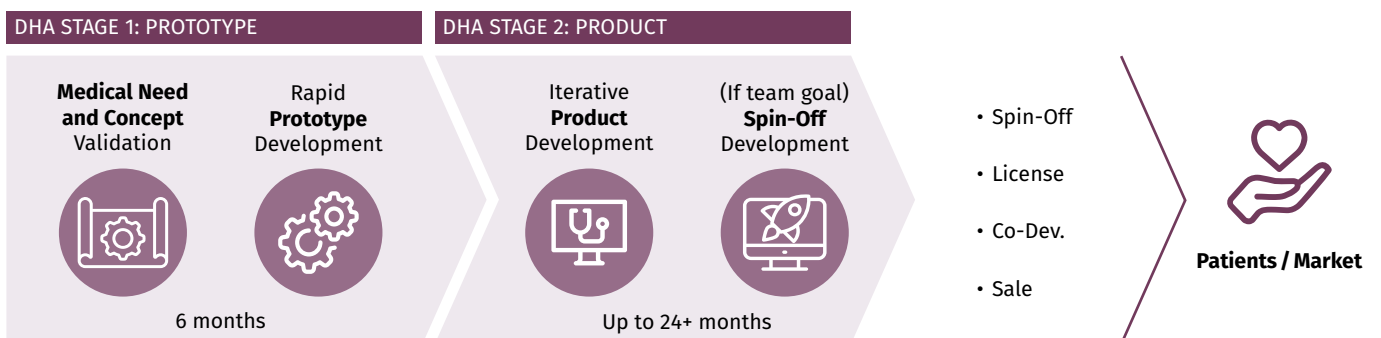 DHA STAGE 1: PROTOTYPE
DHA STAGE 2: PRODUCT
Medical Need
and Concept
Validation
Rapid
Prototype
Development
6 months
Iterative
Product
Development
(If team goal)
Spin-Off
Development
Up to 24+ months
• Spin-Off
• License
• Co-Dev.
• Sale
Patients / Market